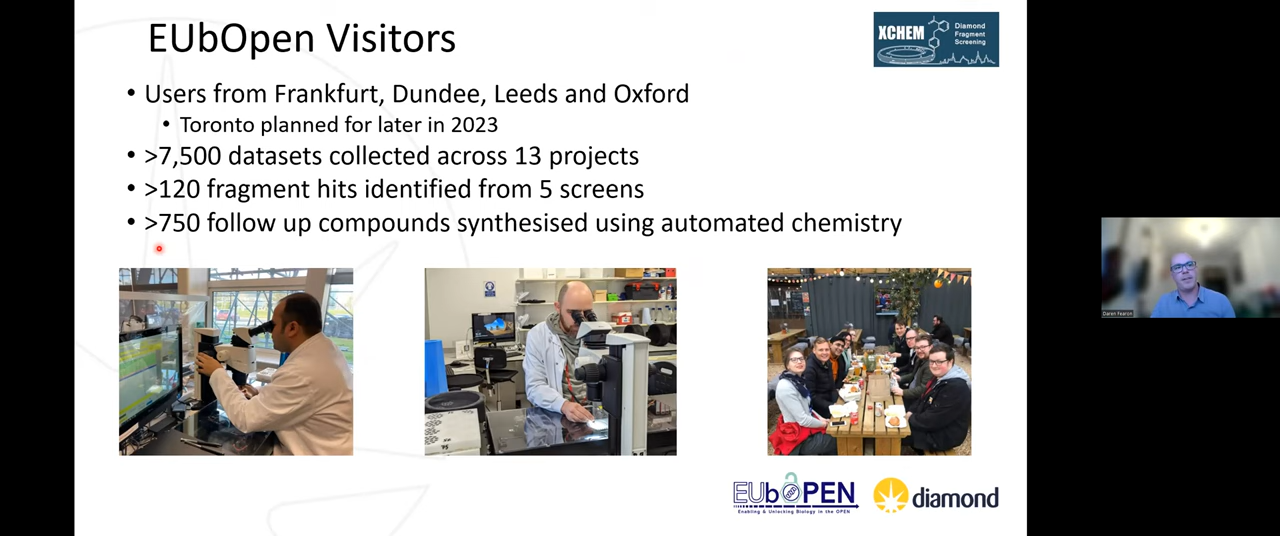 EUbOpen Visitors
XCHEM
Diamond
Fragment
Screening
• Users from Frankfurt, Dundee, Leeds and Oxford
• Toronto planned for later in 2023
• >7,500 datasets collected across 13 projects
• >120 fragment hits identified from 5 screens
• >750 follow up compounds synthesised using automated chemistry
Daren Fearon
EUbOPEN
Enabling & Unlocking Biology in the OPEN
diamond